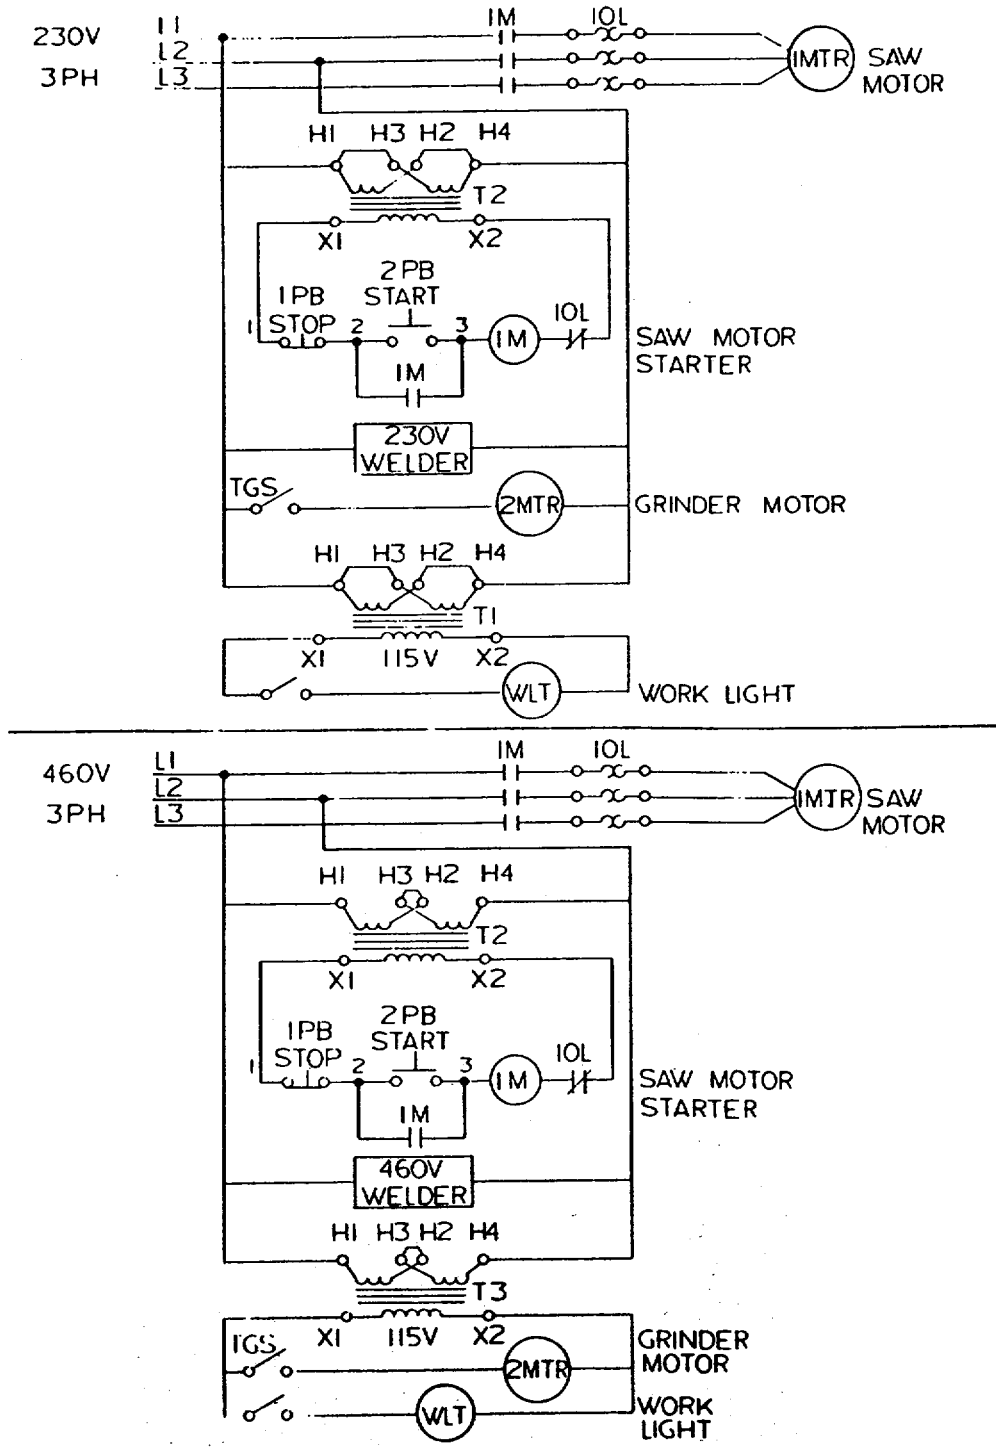 230V
3PH
L1
L2
L3
1M
1OL
1MTR
SAW
MOTOR
H1 H3 H2 H4
T2
X1
X2
2PB
START
1PB
STOP
1
2
3
1M
1OL
SAW MOTOR
STARTER
1M
230V
WELDER
TGS
2MTR
GRINDER MOTOR
H1 H3 H2 H4
T1
X1
115V
X2
WLT
WORK LIGHT
460V
3PH
L1
L2
L3
1M
1OL
1MTR
SAW
MOTOR
H1 H3 H2 H4
T2
X1
X2
2PB
START
1PB
STOP
1
2
3
1M
1OL
SAW MOTOR
STARTER
1M
460V
WELDER
H1 H3 H2 H4
T3
X1
115V
X2
TGS
2MTR
GRINDER
MOTOR
WLT
WORK
LIGHT